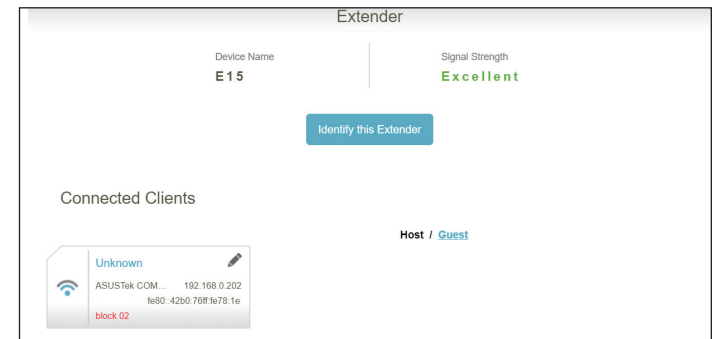 Extender
Device Name
E15
Signal Strength
Excellent
Identify this Extender
Connected Clients
Host / Guest
Unknown
ASUSTek COM... 192.168.0.202
fe80::42b0:76ff:fe78:1e
block 02